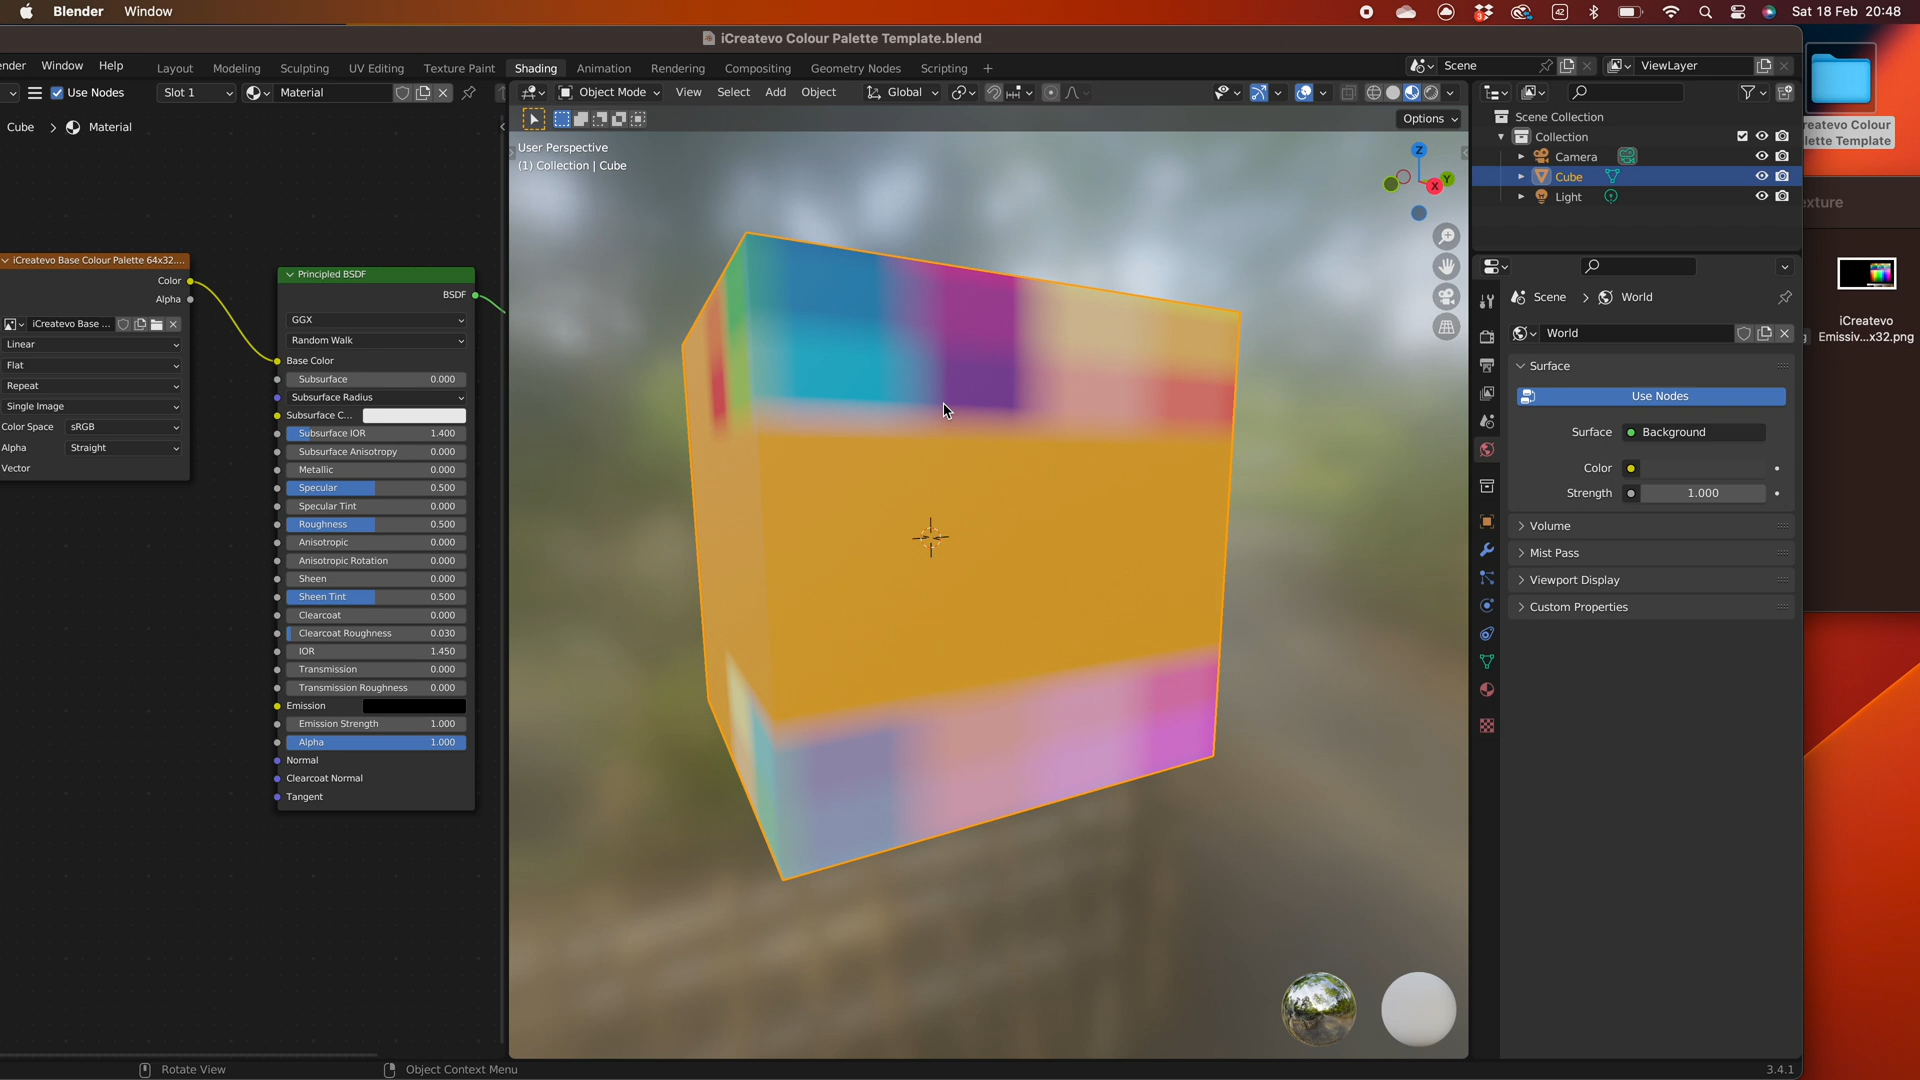 Blender Window
3 42 Sat 18 Feb 20:48
iCreatevo Colour Palette Template.blend
ender Window Help Layout Modeling Sculpting UV Editing Texture Paint Shading Animation Rendering Compositing Geometry Nodes Scripting + Scene ViewLayer
Use Nodes Slot 1 Material Object Mode View Select Add Object Global
Options
Cube > Material
User Perspective
(1) Collection | Cube
Z
Y
X
Scene Collection
Collection
Camera
Cube
Light
reatevo Colour
lette Template
xture
iCreatevo
Emissiv...x32.png
iCreatevo Base Colour Palette 64x32....
Color
Alpha
iCreatevo Base ...
Linear
Flat
Repeat
Single Image
Color Space sRGB
Alpha Straight
Vector
Principled BSDF
BSDF
GGX
Random Walk
Base Color
Subsurface 0.000
Subsurface Radius
Subsurface C...
Subsurface IOR 1.400
Subsurface Anisotropy 0.000
Metallic 0.000
Specular 0.500
Specular Tint 0.000
Roughness 0.500
Anisotropic 0.000
Anisotropic Rotation 0.000
Sheen 0.000
Sheen Tint 0.500
Clearcoat 0.000
Clearcoat Roughness 0.030
IOR 1.450
Transmission 0.000
Transmission Roughness 0.000
Emission
Emission Strength 1.000
Alpha 1.000
Normal
Clearcoat Normal
Tangent
Scene > World
World
Surface
Use Nodes
Surface Background
Color
Strength 1.000
Volume
Mist Pass
Viewport Display
Custom Properties
Rotate View Object Context Menu 3.4.1